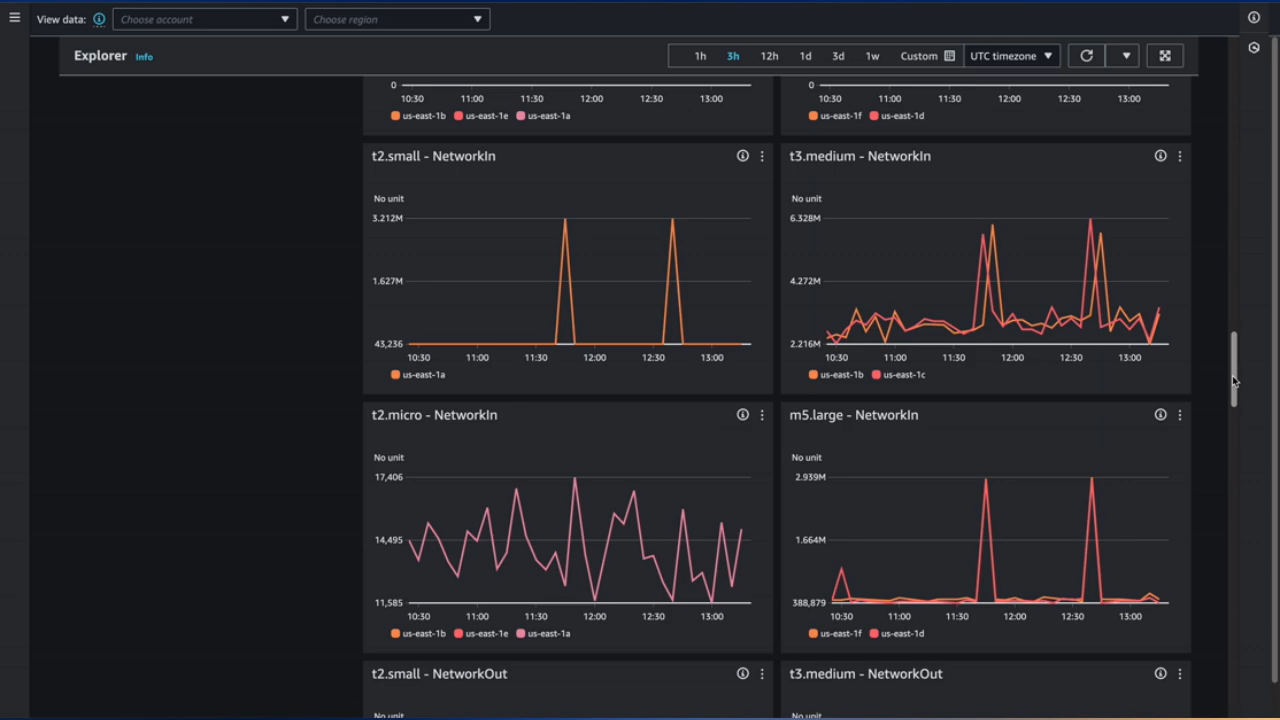 View data: Choose account Choose region
Explorer Info 1h 3h 12h 1d 3d 1w Custom UTC timezone
0 0
10:30 11:00 11:30 12:00 12:30 13:00 10:30 11:00 11:30 12:00 12:30 13:00
us-east-1b us-east-1e us-east-1a us-east-1f us-east-1d
t2.small - NetworkIn
No unit
3.212M
1.627M
43,236
10:30 11:00 11:30 12:00 12:30 13:00
us-east-1a
t3.medium - NetworkIn
No unit
6.328M
4.272M
2.216M
10:30 11:00 11:30 12:00 12:30 13:00
us-east-1b us-east-1c
t2.micro - NetworkIn
No unit
17,406
14,495
11,585
10:30 11:00 11:30 12:00 12:30 13:00
us-east-1b us-east-1e us-east-1a
m5.large - NetworkIn
No unit
2.939M
1.664M
388,879
10:30 11:00 11:30 12:00 12:30 13:00
us-east-1f us-east-1d
t2.small - NetworkOut
No unit
t3.medium - NetworkOut
No unit